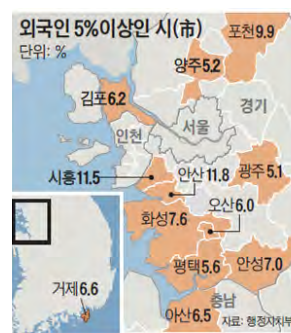 외국인 5%이상인 시(市)
단위: %
포천9.9
양주5.2
김포6.2
경기
서울
인천
시흥11.5
안산11.8
광주5.1
오산6.0
화성7.6
평택5.6
안성7.0
거제6.6
충남
아산6.5
자료: 행정자치부